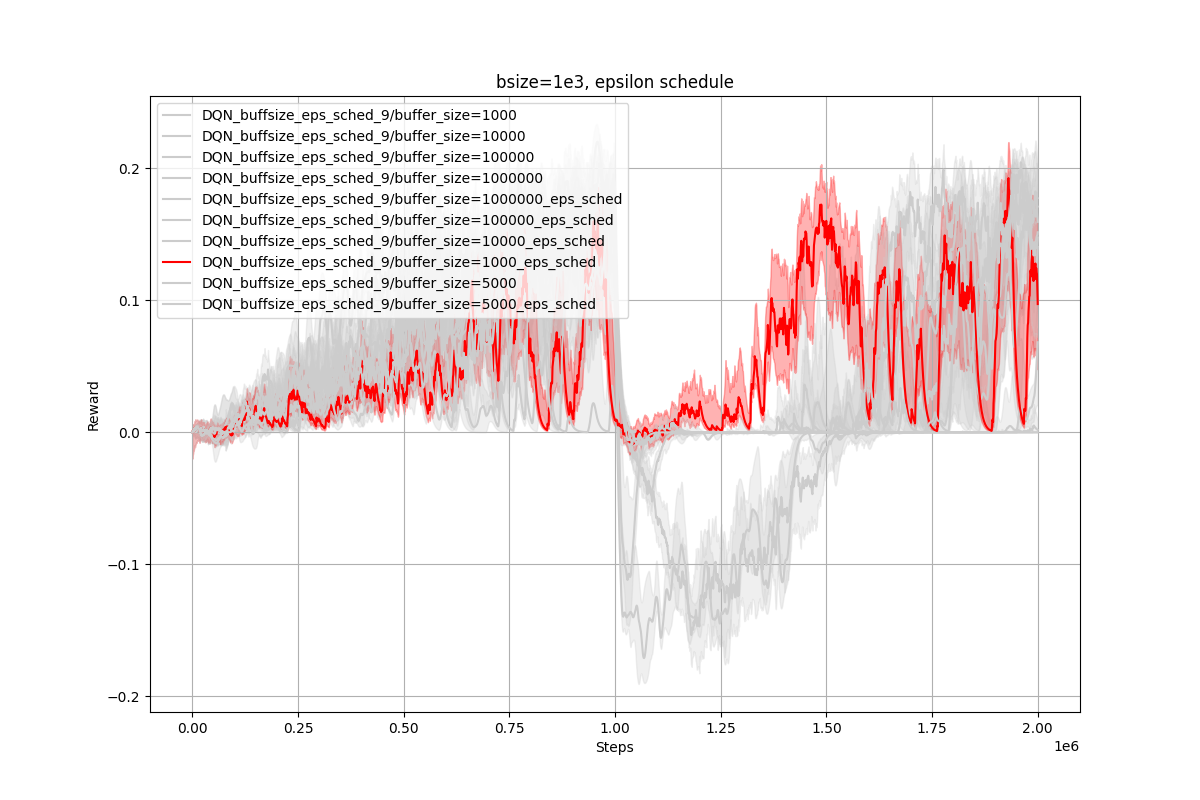 bsize=1e3, epsilon schedule
DQN_buffsize_eps_sched_9/buffer_size=1000
DQN_buffsize_eps_sched_9/buffer_size=10000
DQN_buffsize_eps_sched_9/buffer_size=100000
DQN_buffsize_eps_sched_9/buffer_size=1000000
DQN_buffsize_eps_sched_9/buffer_size=1000000_eps_sched
DQN_buffsize_eps_sched_9/buffer_size=100000_eps_sched
DQN_buffsize_eps_sched_9/buffer_size=10000_eps_sched
DQN_buffsize_eps_sched_9/buffer_size=1000_eps_sched
DQN_buffsize_eps_sched_9/buffer_size=5000
DQN_buffsize_eps_sched_9/buffer_size=5000_eps_sched
0.2
0.1
0.0
−0.1
−0.2
Reward
0.00 0.25 0.50 0.75 1.00 1.25 1.50 1.75 2.00
Steps
1e6